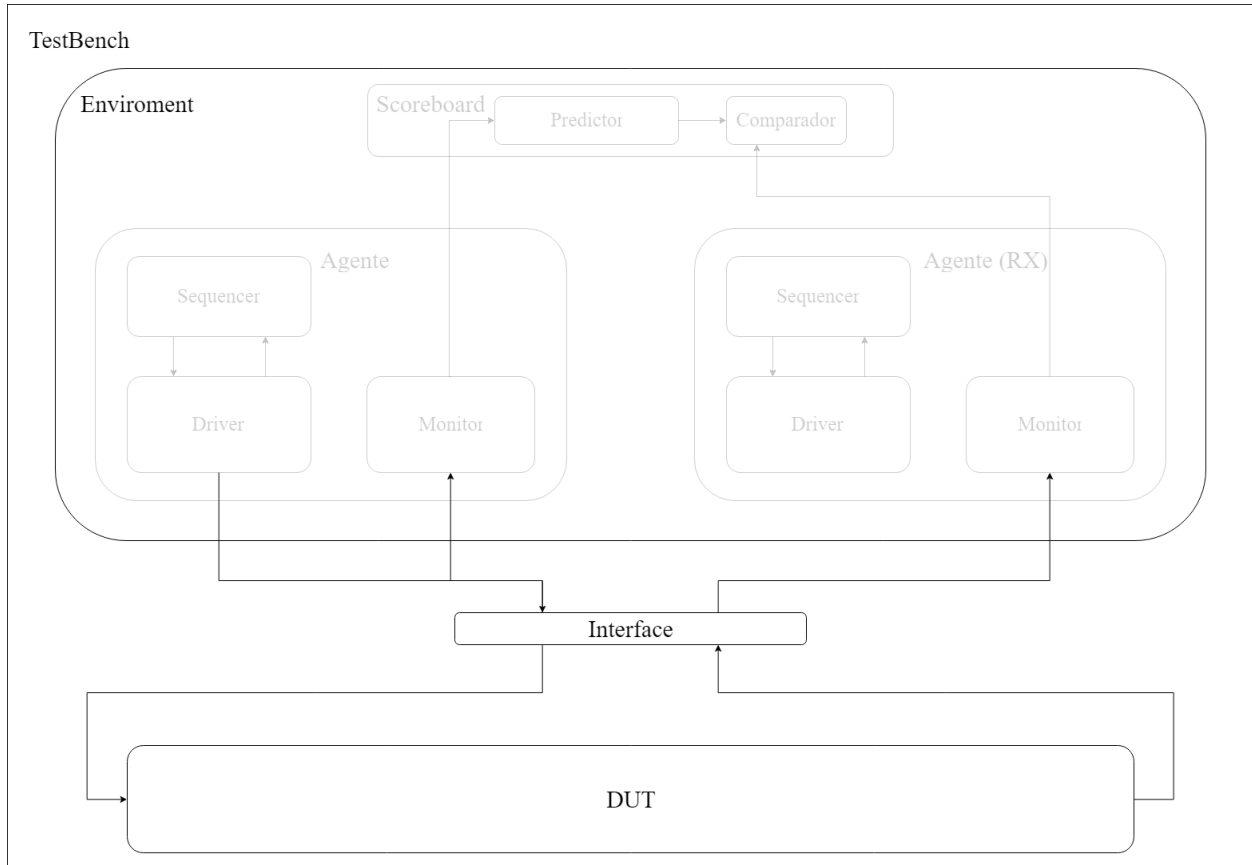 TestBench
Enviroment
Scoreboard
Predictor
Comparador
Agente
Sequencer
Driver
Monitor
Agente (RX)
Sequencer
Driver
Monitor
Interface
DUT